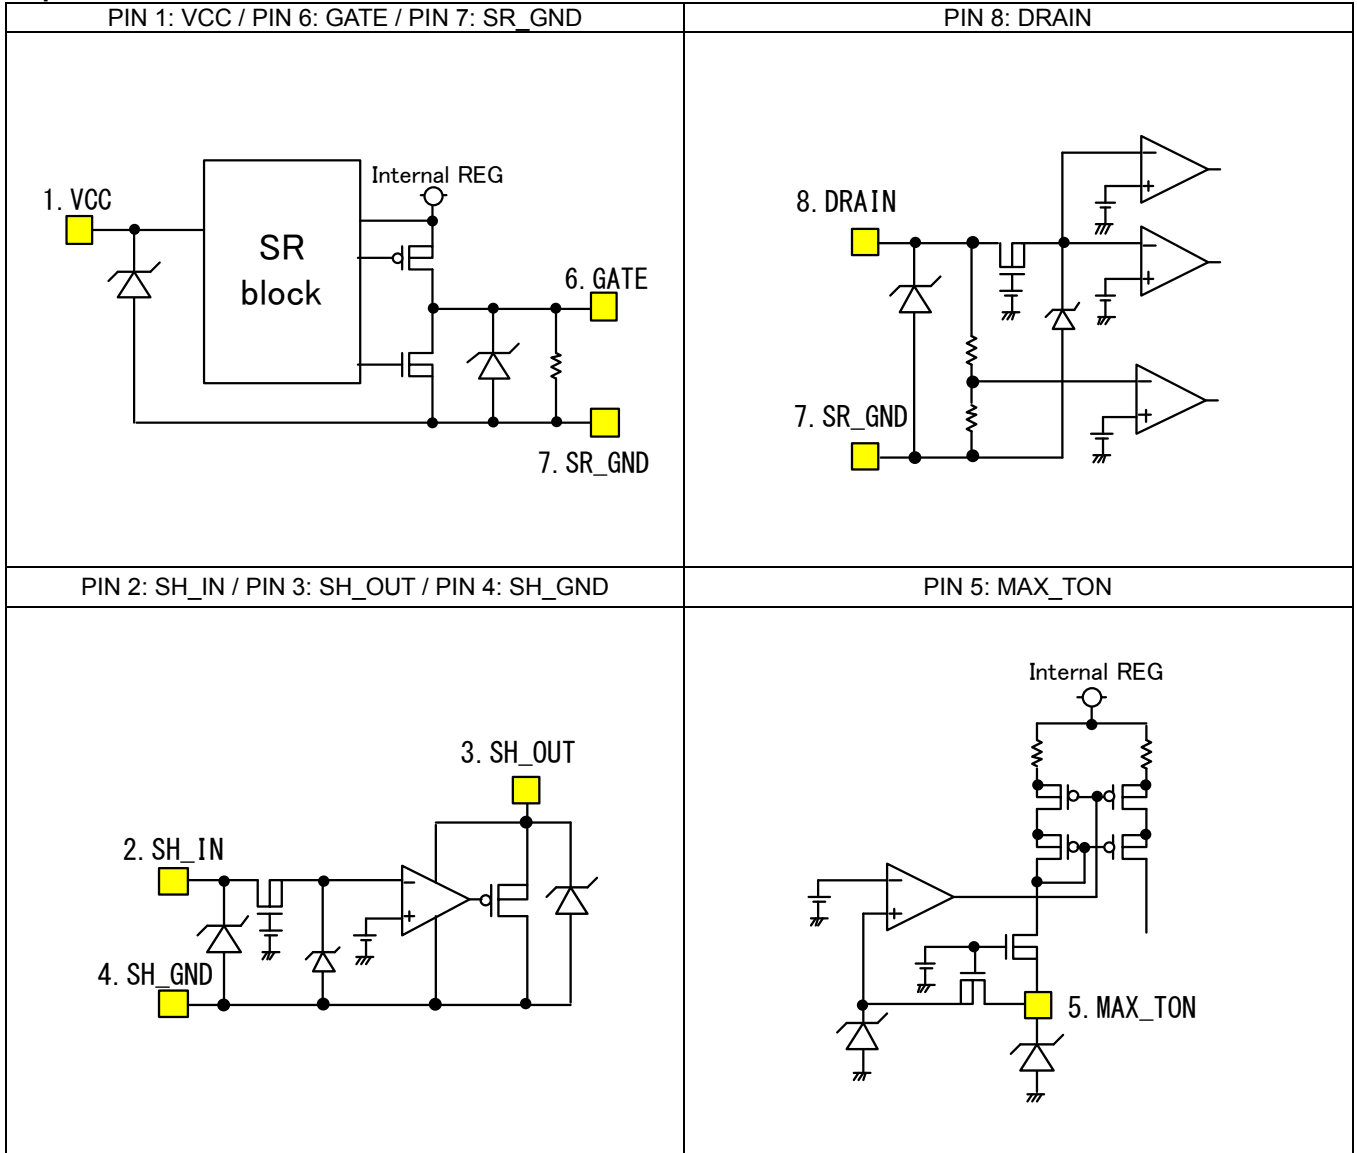 PIN 1: VCC / PIN 6: GATE / PIN 7: SR_GND
PIN 8: DRAIN
Internal REG
1. VCC
SR
block
6. GATE
7. SR_GND
8. DRAIN
7. SR_GND
PIN 2: SH_IN / PIN 3: SH_OUT / PIN 4: SH_GND
PIN 5: MAX_TON
3. SH_OUT
2. SH_IN
4. SH_GND
Internal REG
5. MAX_TON